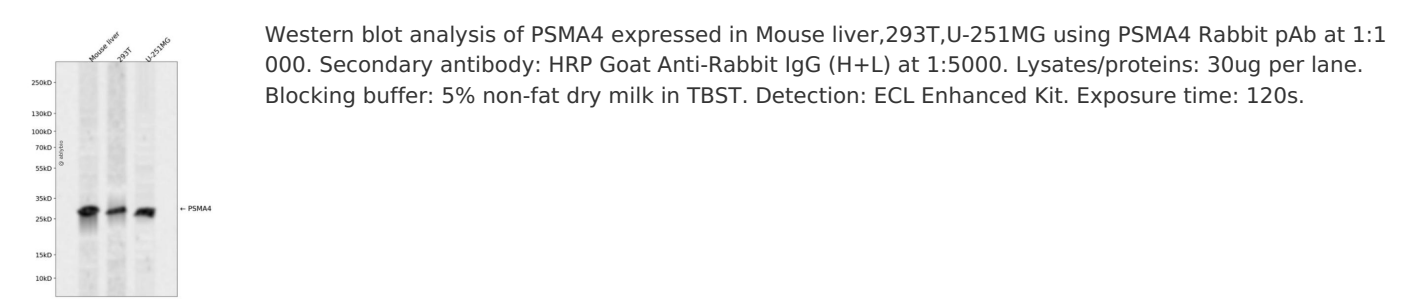 Mouse liver
293T
U-251MG
250kD
130kD
100kD
70kD
55kD
35kD
25kD
15kD
10kD
@ ablybio
← PSMA4
Western blot analysis of PSMA4 expressed in Mouse liver,293T,U-251MG using PSMA4 Rabbit pAb at 1:1
000. Secondary antibody: HRP Goat Anti-Rabbit IgG (H+L) at 1:5000. Lysates/proteins: 30ug per lane.
Blocking buffer: 5% non-fat dry milk in TBST. Detection: ECL Enhanced Kit. Exposure time: 120s.